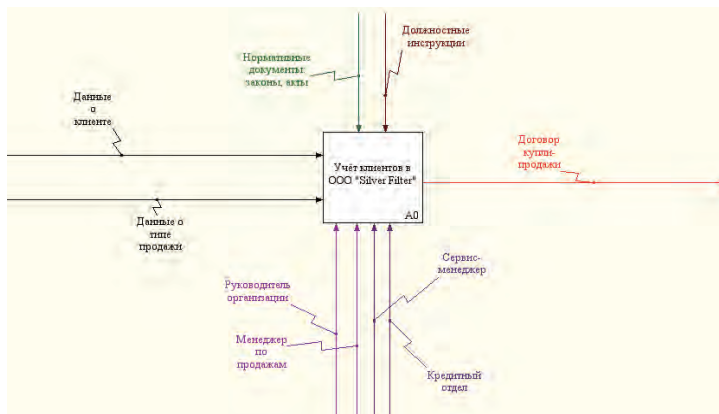 Должностные
инструкции
Нормативные
документы:
законы, акты
Данные
о
клиенте
Договор
купли-
продажи
Учёт клиентов в
ООО "Silver Filter"
A0
Данные о
типе
продажи
Сервис-
менеджер
Руководитель
организации
Менеджер
по
продажам
Кредитный
отдел